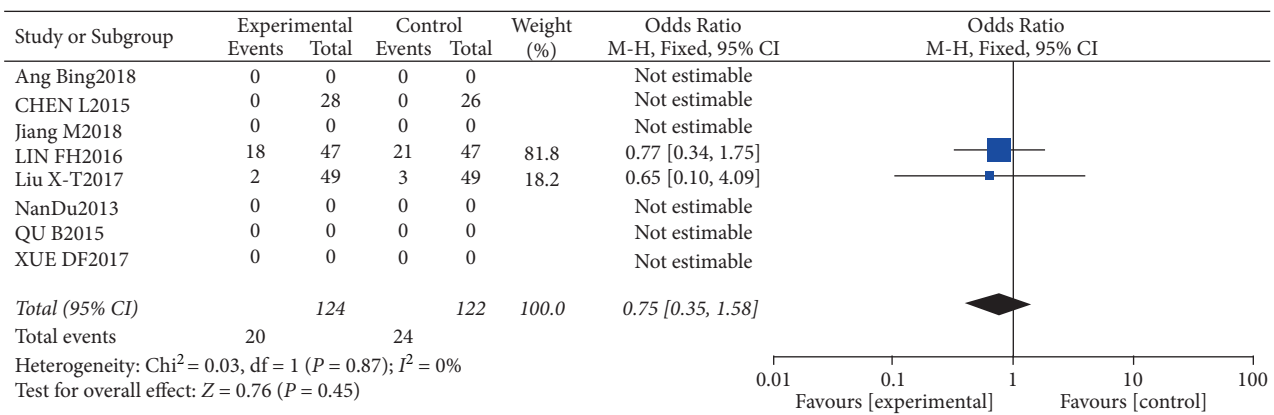 Study or Subgroup Experimental Control Weight (%) Odds Ratio Odds Ratio
Events Total Events Total M-H, Fixed, 95% CI M-H, Fixed, 95% CI
Ang Bing2018 0 0 0 0 Not estimable
CHEN L2015 0 28 0 26 Not estimable
Jiang M2018 0 0 0 0 Not estimable
LIN FH2016 18 47 21 47 81.8 0.77 [0.34, 1.75]
Liu X-T2017 2 49 3 49 18.2 0.65 [0.10, 4.09]
NanDu2013 0 0 0 0 Not estimable
QU B2015 0 0 0 0 Not estimable
XUE DF2017 0 0 0 0 Not estimable
Total (95% CI) 124 122 100.0 0.75 [0.35, 1.58]
Total events 20 24
Heterogeneity: Chi² = 0.03, df = 1 (P = 0.87); I² = 0%
Test for overall effect: Z = 0.76 (P = 0.45)
0.01 0.1 1 10 100
Favours [experimental] Favours [control]